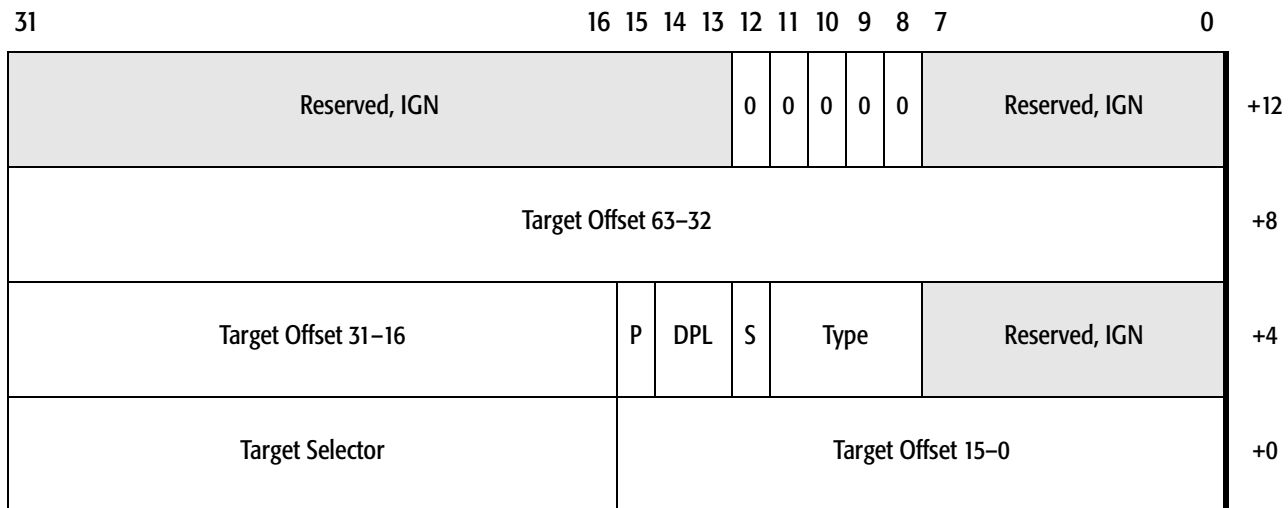 31 16 15 14 13 12 11 10 9 8 7 0
Reserved, IGN 0 0 0 0 0 Reserved, IGN +12
Target Offset 63–32 +8
Target Offset 31–16 P DPL S Type Reserved, IGN +4
Target Selector Target Offset 15–0 +0